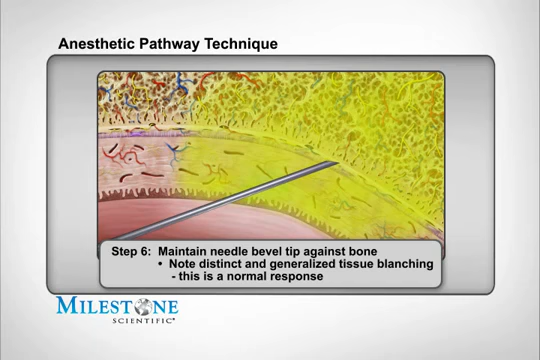 Anesthetic Pathway Technique
Step 6: Maintain needle bevel tip against bone
• Note distinct and generalized tissue blanching
- this is a normal response
MILESTONE
SCIENTIFIC®